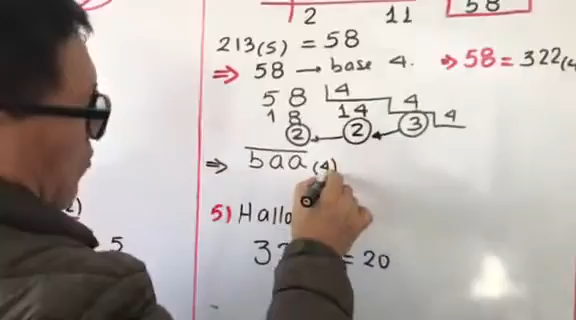 2 11
58
213(5) = 58
⇒ 58 → base 4. ⇒ 58 = 322(4
58 4
18 14 4
2 2 3 4
⇒ baa (4)
5) Hallo
= 20
5